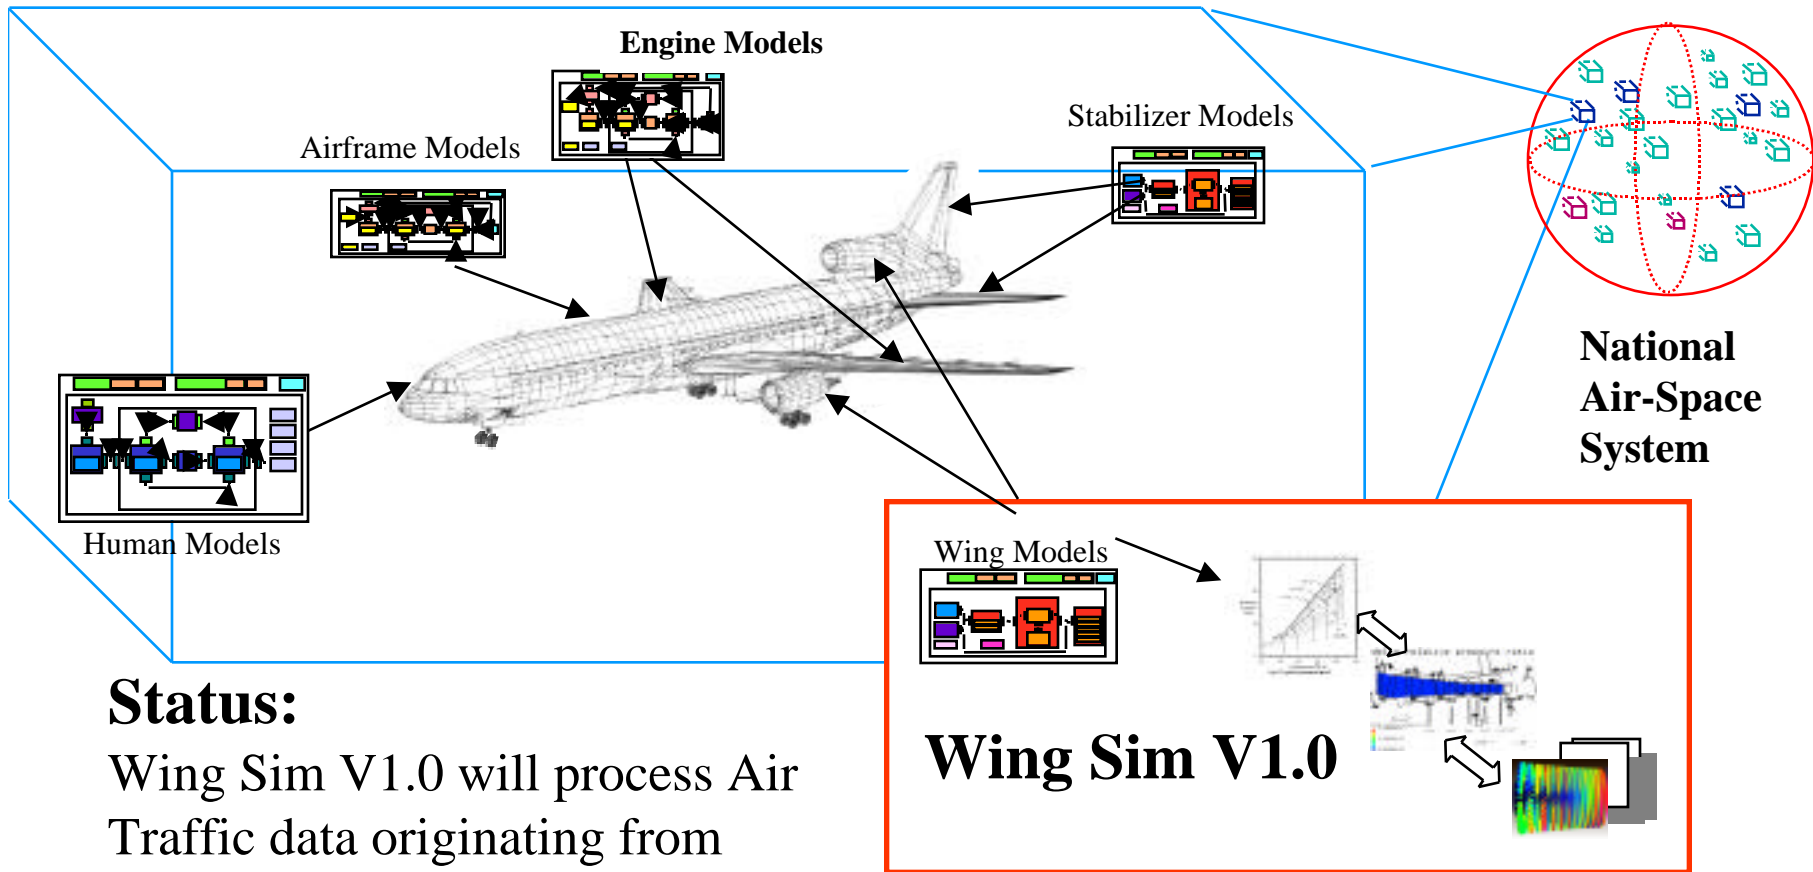 Engine Models
Stabilizer Models
Airframe Models
National
Air-Space
System
Human Models
Wing Models
Wing Sim V1.0
Status:
Wing Sim V1.0 will process Air
Traffic data originating from